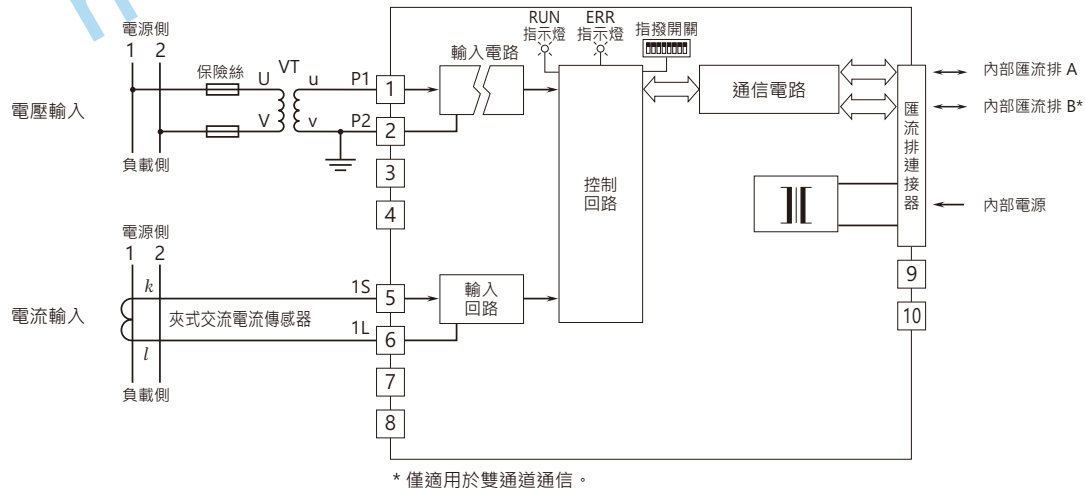 電源側
1 2
電壓輸入
保險絲
U
VT
u
V
v
P1
P2
負載側
1
2
3
4
輸入電路
RUN
指示燈
ERR
指示燈
指撥開關
控制
回路
通信電路
匯流排連接器
內部匯流排 A
內部匯流排 B*
內部電源
電源側
1 2
電流輸入
k
夾式交流電流傳感器
l
1S
1L
負載側
5
6
7
8
輸入
回路
9
10
* 僅適用於雙通道通信。